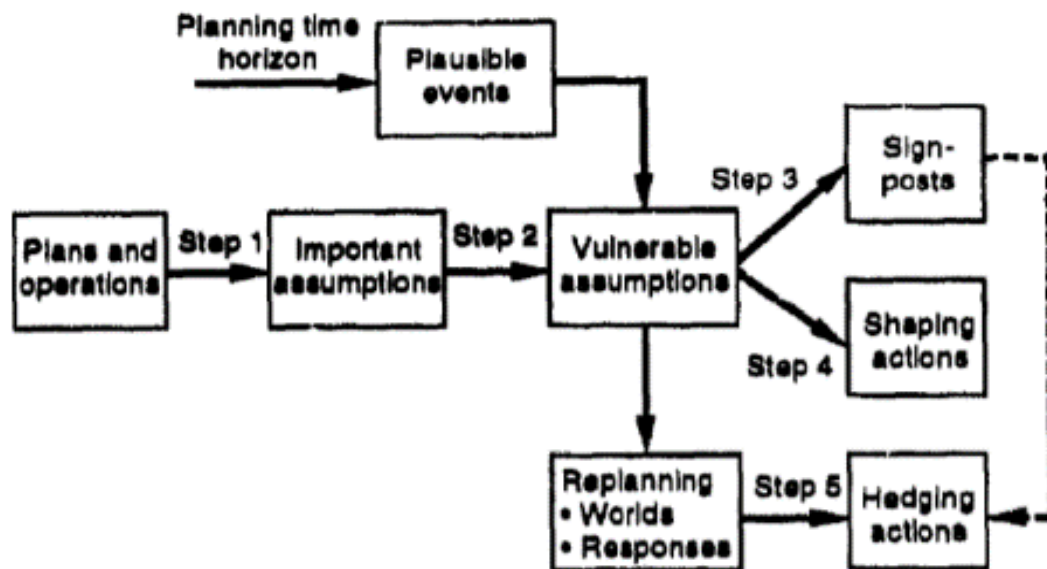 Planning time
horizon
Plausible
events
Sign-
posts
Step 3
Plans and
operations
Step 1
Important
assumptions
Step 2
Vulnerable
assumptions
Shaping
actions
Step 4
Replanning
• Worlds
• Responses
Step 5
Hedging
actions